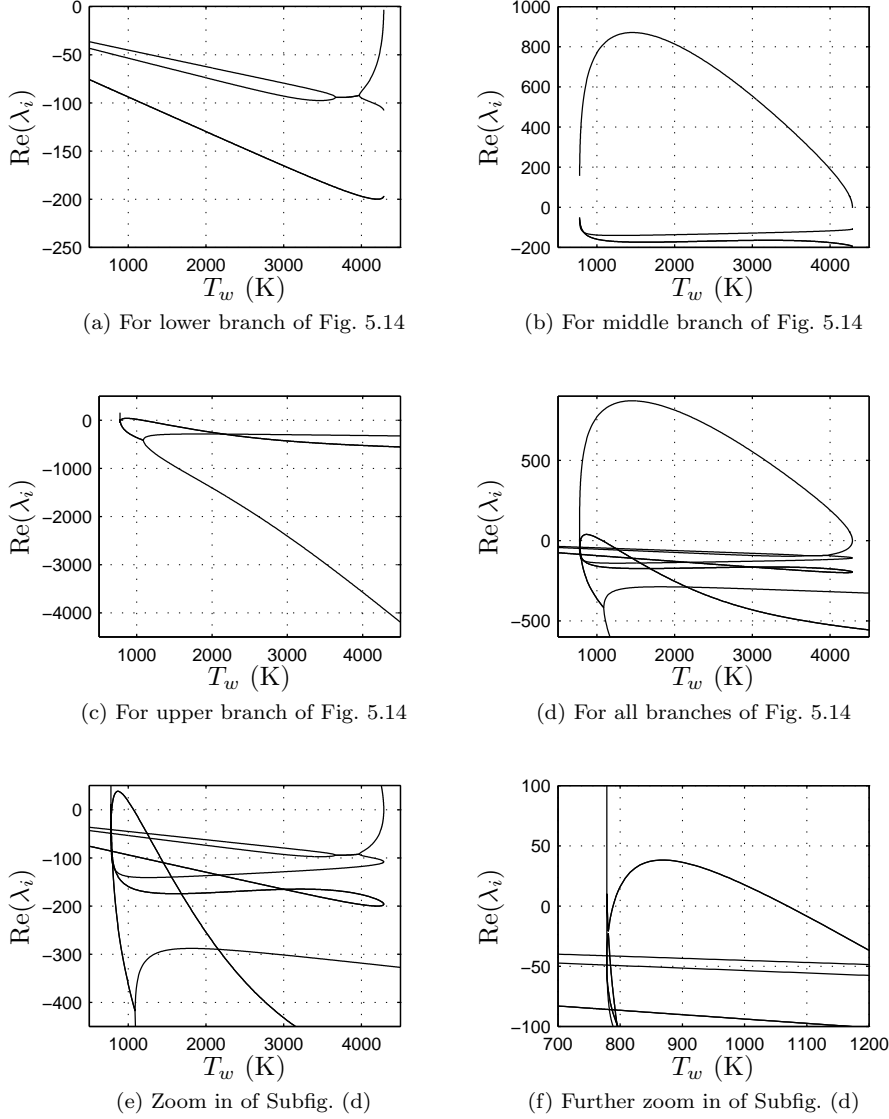 0
−50
−100
−150
−200
−250
Re(λi)
1000 2000 3000 4000
Tw (K)
(a) For lower branch of Fig. 5.14
1000
800
600
400
200
0
−200
Re(λi)
1000 2000 3000 4000
Tw (K)
(b) For middle branch of Fig. 5.14
0
−1000
−2000
−3000
−4000
Re(λi)
1000 2000 3000 4000
Tw (K)
(c) For upper branch of Fig. 5.14
500
0
−500
Re(λi)
1000 2000 3000 4000
Tw (K)
(d) For all branches of Fig. 5.14
0
−100
−200
−300
−400
Re(λi)
1000 2000 3000 4000
Tw (K)
(e) Zoom in of Subfig. (d)
100
50
0
−50
−100
Re(λi)
700 800 900 1000 1100 1200
Tw (K)
(f) Further zoom in of Subfig. (d)